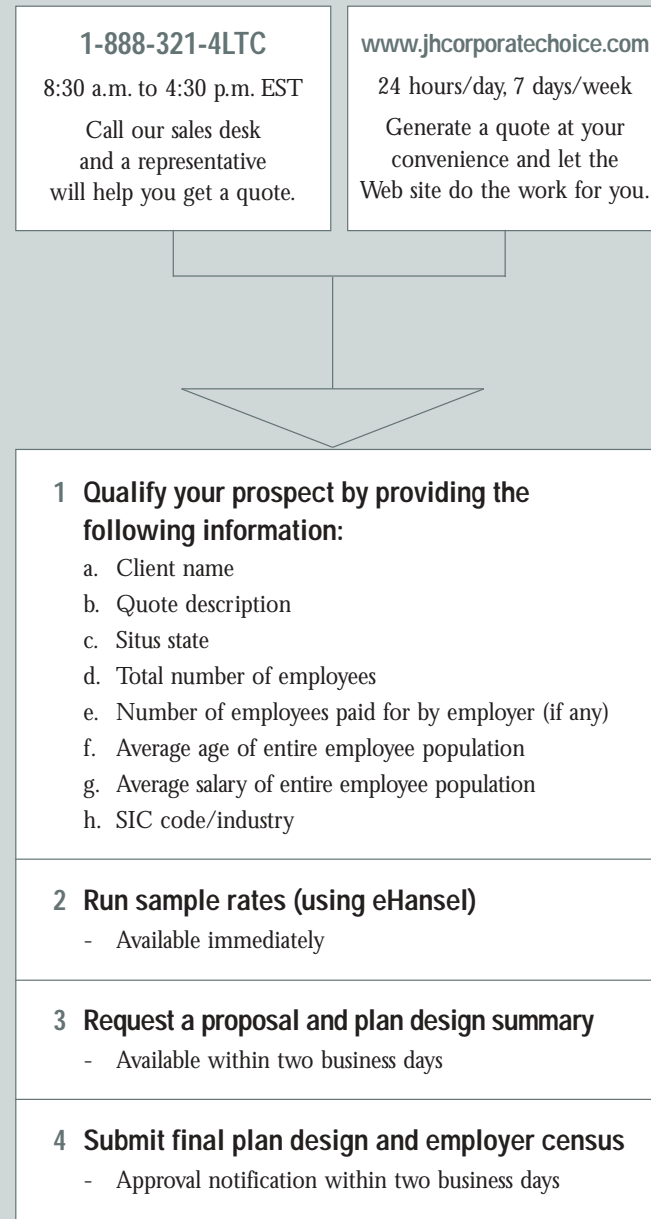 1-888-321-4LTC
8:30 a.m. to 4:30 p.m. EST
Call our sales desk
and a representative
will help you get a quote.
www.jhcorporatechoice.com
24 hours/day, 7 days/week
Generate a quote at your
convenience and let the
Web site do the work for you.
1 Qualify your prospect by providing the
following information:
a. Client name
b. Quote description
c. Situs state
d. Total number of employees
e. Number of employees paid for by employer (if any)
f. Average age of entire employee population
g. Average salary of entire employee population
h. SIC code/industry
2 Run sample rates (using eHansel)
- Available immediately
3 Request a proposal and plan design summary
- Available within two business days
4 Submit final plan design and employer census
- Approval notification within two business days